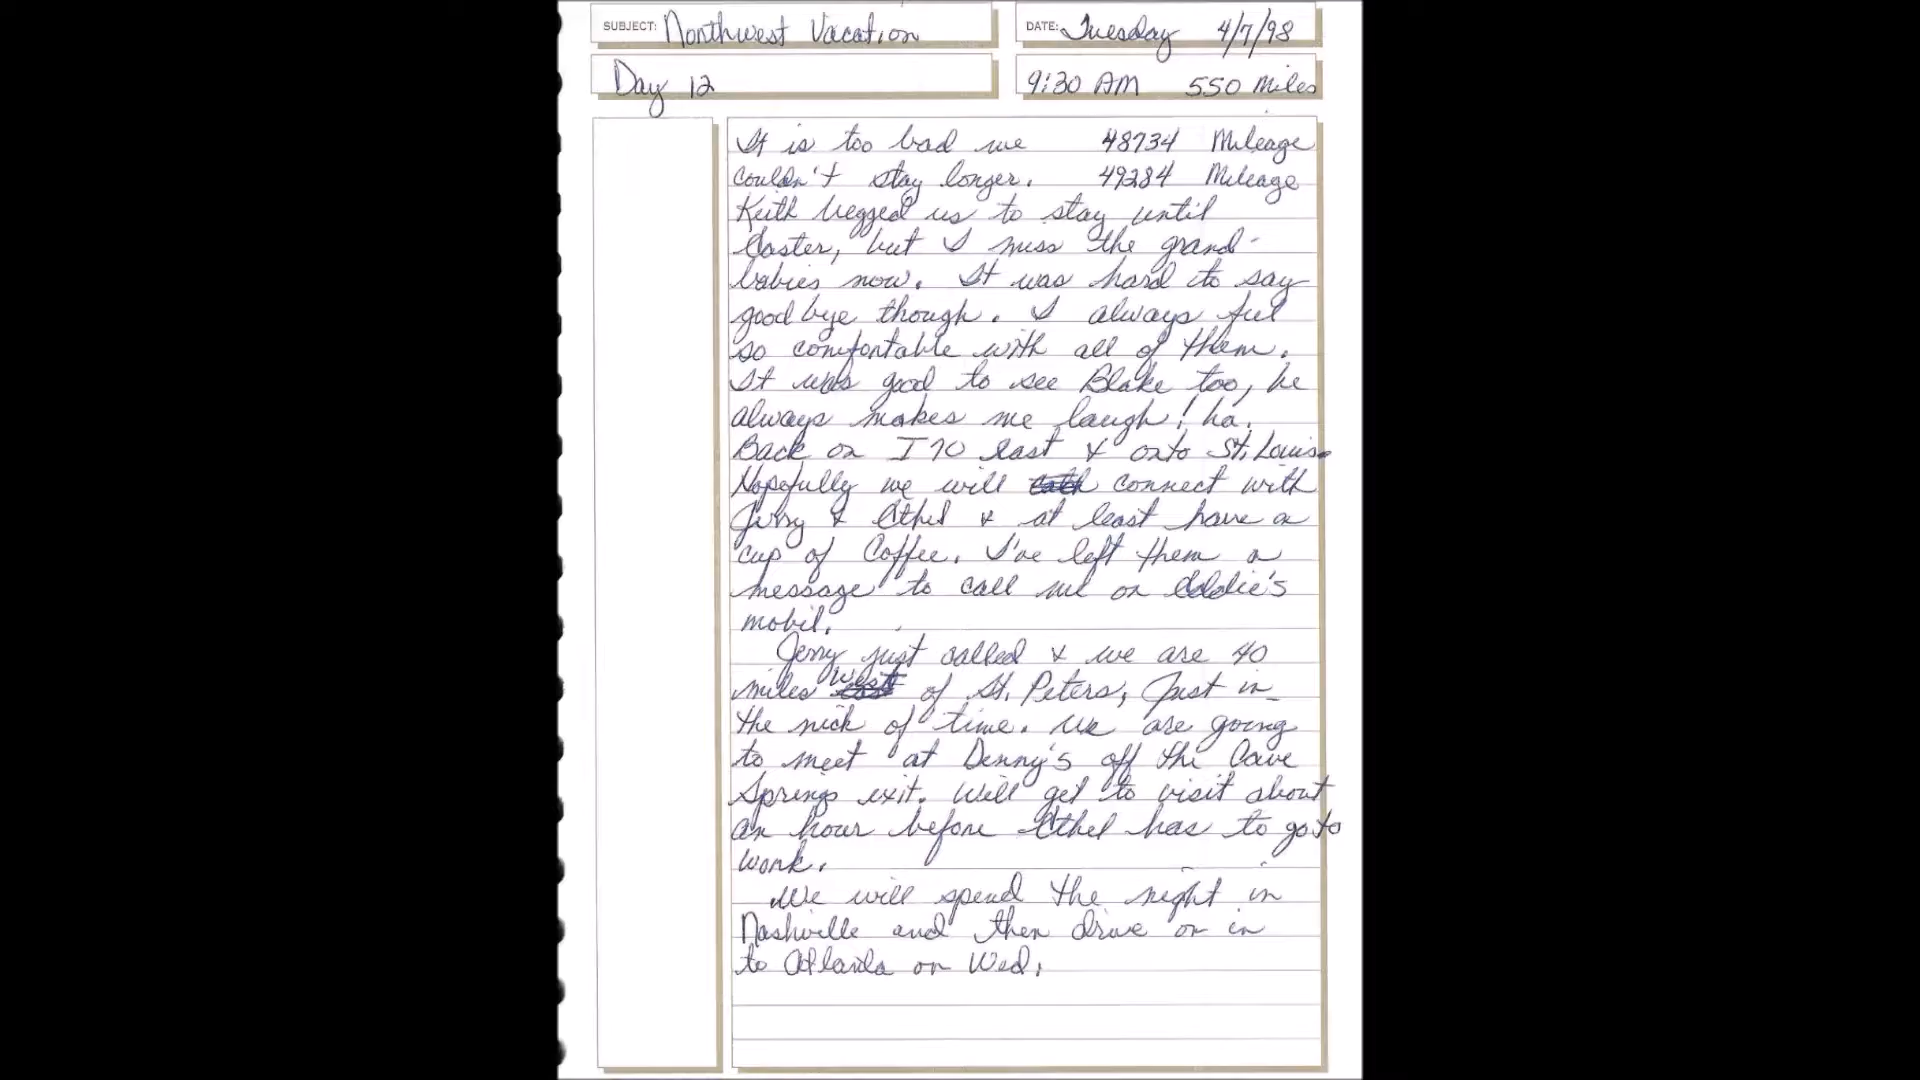 SUBJECT: Northwest Vacation
DATE: Tuesday 4/7/98
Day 12
9:30 AM 550 Miles
It is too bad we 48734 Mileage
couldn't stay longer. 49284 Mileage
Keith begged us to stay until
Easter, but I miss the grand-
babies now. It was hard to say
good bye though. I always feel
so comfortable with all of them.
It was good to see Blake too, he
always makes me laugh! ha.
Back on I 70 east & onto St. Louis.
Hopefully we will connect with
Jerry & Ethel & at least have a
cup of Coffee. I've left them a
message to call me on Eddie's
mobil.
Jerry just called & we are 40
miles West of St. Peters, Just in
the nick of time. We are going
to meet at Denny's off the Cave
Springs exit. Will get to visit about
an hour before Ethel has to go to
work.
We will spend the night in
Nashville and then drive on in
to Atlanta on Wed.